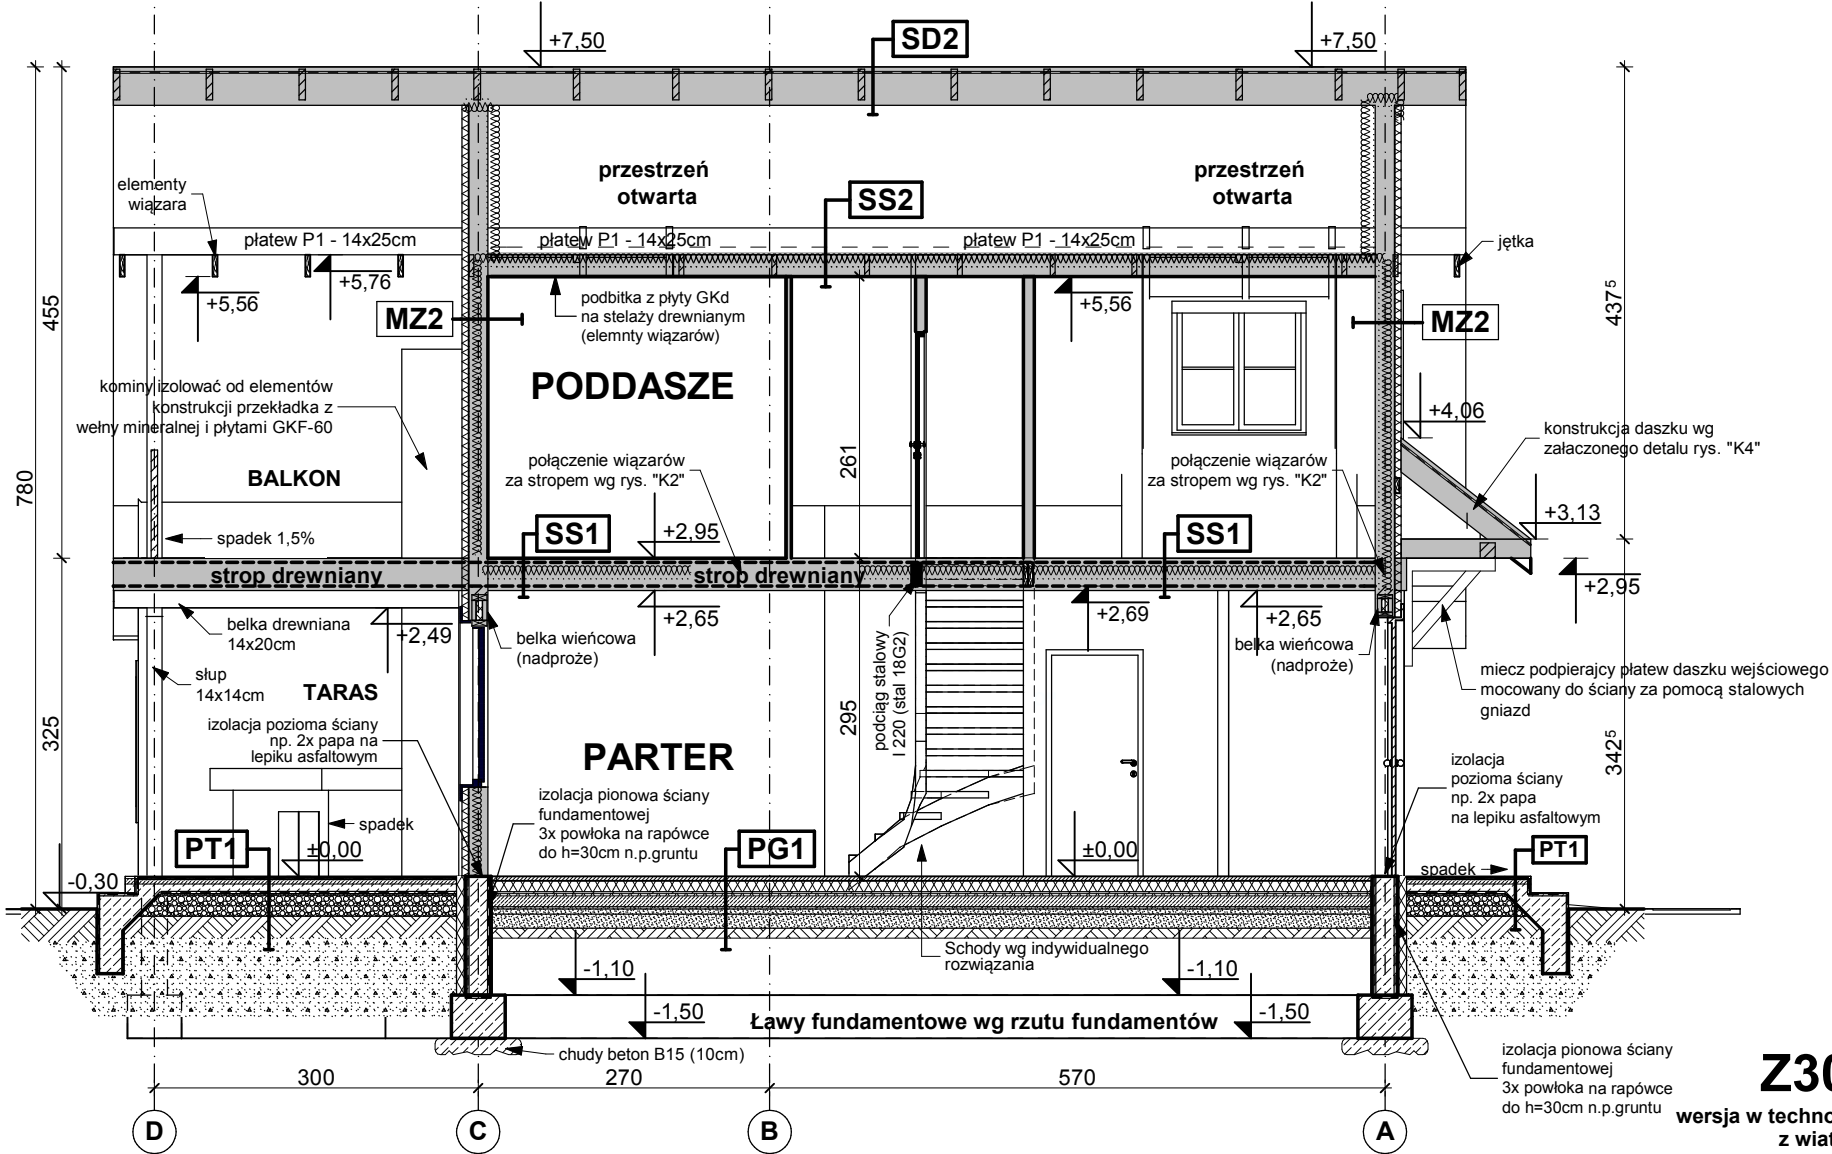 +7,50
SD2
+7,50
przestrzeń
otwarta
przestrzeń
otwarta
elementy
wiązara
SS2
płatew P1 - 14x25cm
płatew P1 - 14x25cm
płatew P1 - 14x25cm
jętka
+5,76
+5,56
+5,56
podbitka z płyty GKd
na stelaży drewnianym
(elemnty wiązarów)
MZ2
MZ2
455
437⁵
PODDASZE
kominy izolować od elementów
konstrukcji przekładka z
wełny mineralnej i płytami GKF-60
+4,06
konstrukcja daszku wg
załaczonego detalu rys. "K4"
780
BALKON
połączenie wiązarów
za stropem wg rys. "K2"
261
połączenie wiązarów
za stropem wg rys. "K2"
spadek 1,5%
SS1
+2,95
SS1
+3,13
strop drewniany
strop drewniany
+2,95
belka drewniana
14x20cm
+2,49
belka wieńcowa
(nadproże)
+2,65
+2,69
+2,65
belka wieńcowa
(nadproże)
słup
14x14cm
TARAS
podciąg stalowy
I 220 (stal 18G2)
miecz podpierajcy płatew daszku wejściowego
mocowany do ściany za pomocą stalowych
gniazd
325
295
342⁵
izolacja pozioma ściany
np. 2x papa na
lepiku asfaltowym
PARTER
izolacja
pozioma ściany
np. 2x papa
na lepiku asfaltowym
izolacja pionowa ściany
fundamentowej
3x powłoka na rapówce
do h=30cm n.p.gruntu
spadek
PT1
±0,00
PG1
±0,00
PT1
spadek
-0,30
Schody wg indywidualnego
rozwiązania
-1,10
-1,10
-1,50
Ławy fundamentowe wg rzutu fundamentów
-1,50
chudy beton B15 (10cm)
izolacja pionowa ściany
fundamentowej
3x powłoka na rapówce
do h=30cm n.p.gruntu
300
270
570
D
C
B
A
Z30
wersja w techno
z wiat